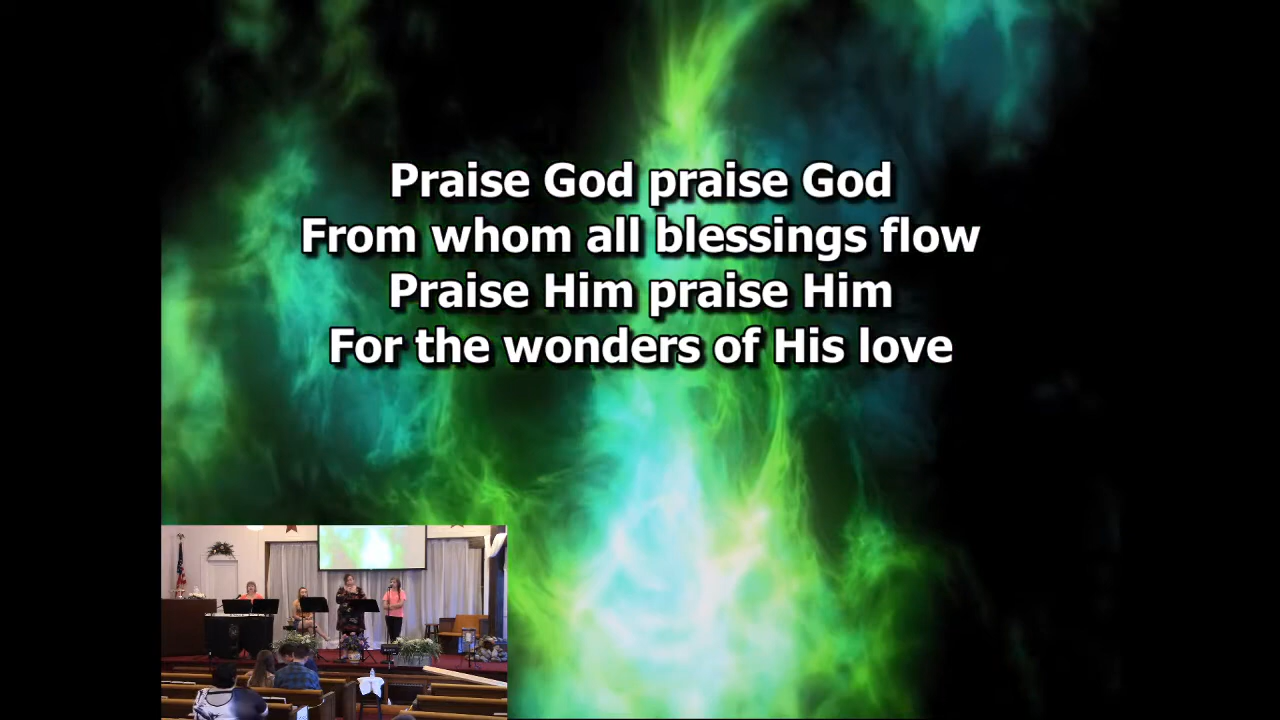 Praise God praise God
From whom all blessings flow
Praise Him praise Him
For the wonders of His love